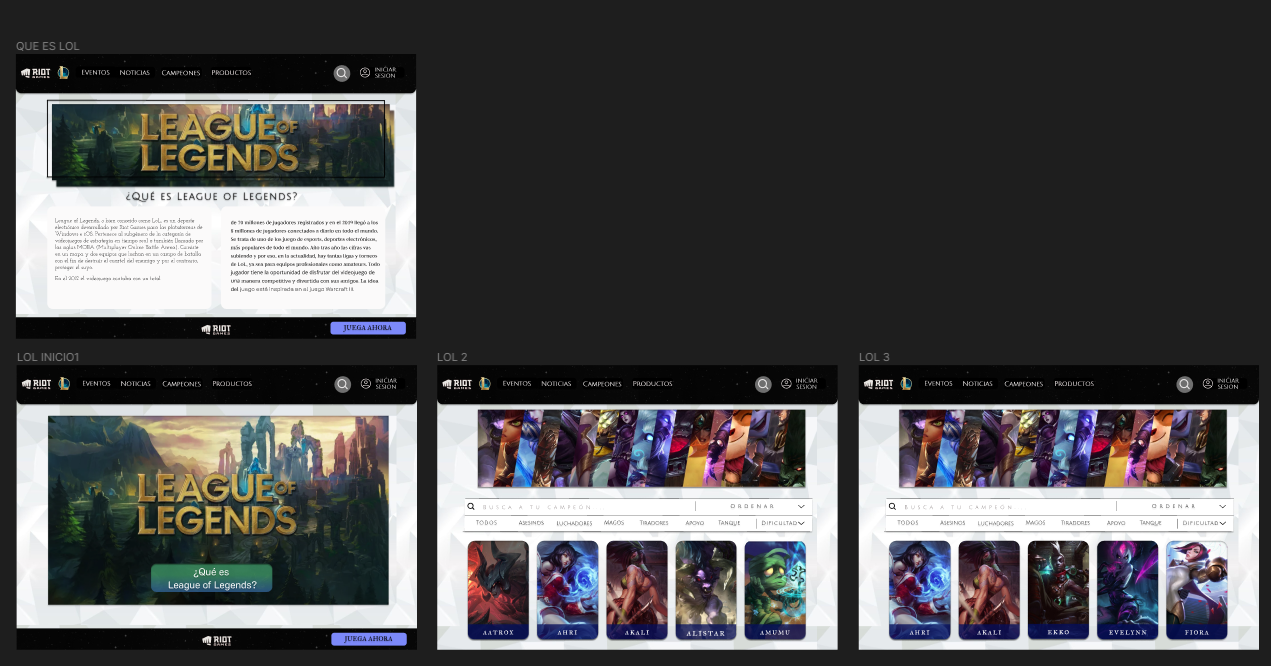 QUE ES LOL
RIOT GAMES EVENTOS NOTICIAS CAMPEONES PRODUCTOS INICIAR SESION
LEAGUE OF
LEGENDS
¿QUÉ ES LEAGUE OF LEGENDS?
League of Legends, o bien conocido como LoL, es un deporte
electrónico desarrollado por Riot Games para las plataformas de
Windows e iOS. Pertenece al subgénero de la categoría de
videojuegos de estrategia en tiempo real o también llamado por
las siglas MOBA (Multiplayer Online Battle Arena). Consiste
en un mapa y dos equipos que luchan en un campo de batalla
con el fin de derribar el cuartel del enemigo y por el contrario,
proteger el suyo.
En el 2012 el videojuego contaba con un total
de 70 millones de jugadores registrados y en el 2019 llegó a los
8 millones de jugadores conectados a diario en todo el mundo.
Se trata de uno de los juego de esports, deportes electrónicos,
más populares de todo el mundo. Año tras año las cifras van
subiendo y por eso, en la actualidad, hay tantas ligas y torneos
de LoL, ya sea para equipos profesionales como amateurs. Todo
jugador tiene la oportunidad de disfrutar del videojuego de
una manera competitiva y divertida con sus amigos. La idea
del juego está inspirada en el juego Warcraft III.
RIOT GAMES JUEGA AHORA
LOL INICIO1
RIOT GAMES EVENTOS NOTICIAS CAMPEONES PRODUCTOS INICIAR SESION
LEAGUE OF
LEGENDS
¿Qué es
League of Legends?
RIOT GAMES JUEGA AHORA
LOL 2
RIOT GAMES EVENTOS NOTICIAS CAMPEONES PRODUCTOS INICIAR SESION
BUSCA A TU CAMPEÓN ORDENAR
TODOS ASESINOS LUCHADORES MAGOS TIRADORES APOYO TANQUE DIFICULTAD
AATROX AHRI AKALI ALISTAR AMUMU
LOL 3
RIOT GAMES EVENTOS NOTICIAS CAMPEONES PRODUCTOS INICIAR SESION
BUSCA A TU CAMPEÓN ORDENAR
TODOS ASESINOS LUCHADORES MAGOS TIRADORES APOYO TANQUE DIFICULTAD
AHRI AKALI EKKO EVELYNN FIORA